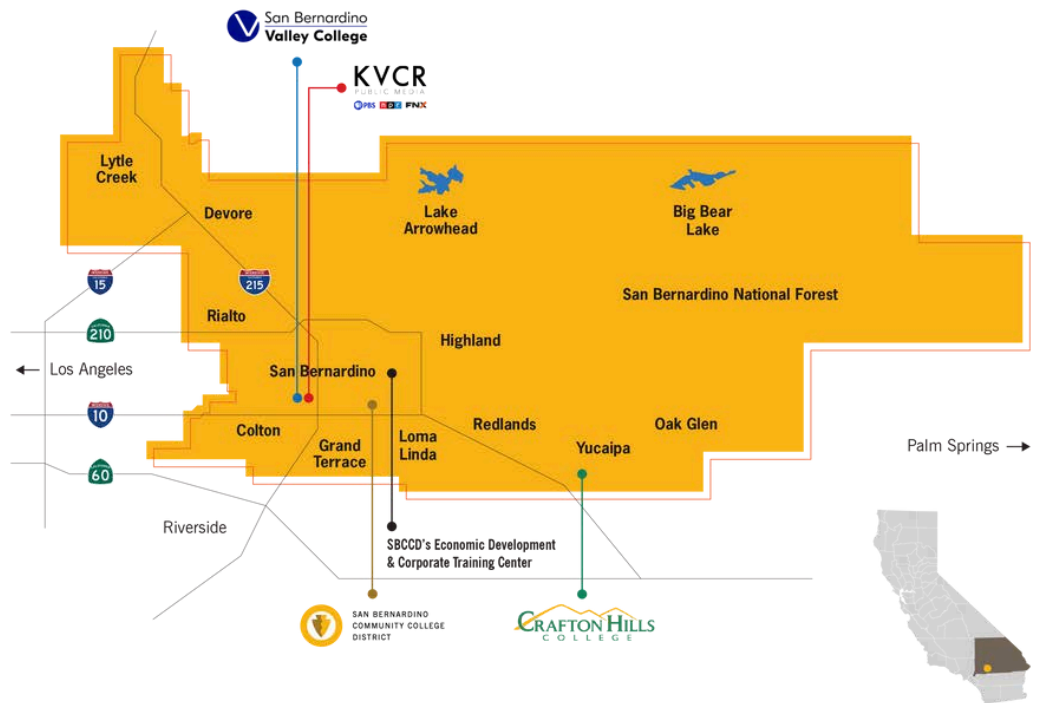 San Bernardino
Valley College
KVCR
PUBLIC MEDIA
PBS npr FNX
Lytle
Creek
Devore
Lake
Arrowhead
Big Bear
Lake
15
215
San Bernardino National Forest
Rialto
CALIFORNIA
210
Highland
Los Angeles
San Bernardino
10
Colton
Grand
Terrace
Loma
Linda
Redlands
Oak Glen
Yucaipa
Palm Springs
CALIFORNIA
60
Riverside
SBCCD's Economic Development
& Corporate Training Center
SAN BERNARDINO
COMMUNITY COLLEGE
DISTRICT
CRAFTON HILLS
COLLEGE